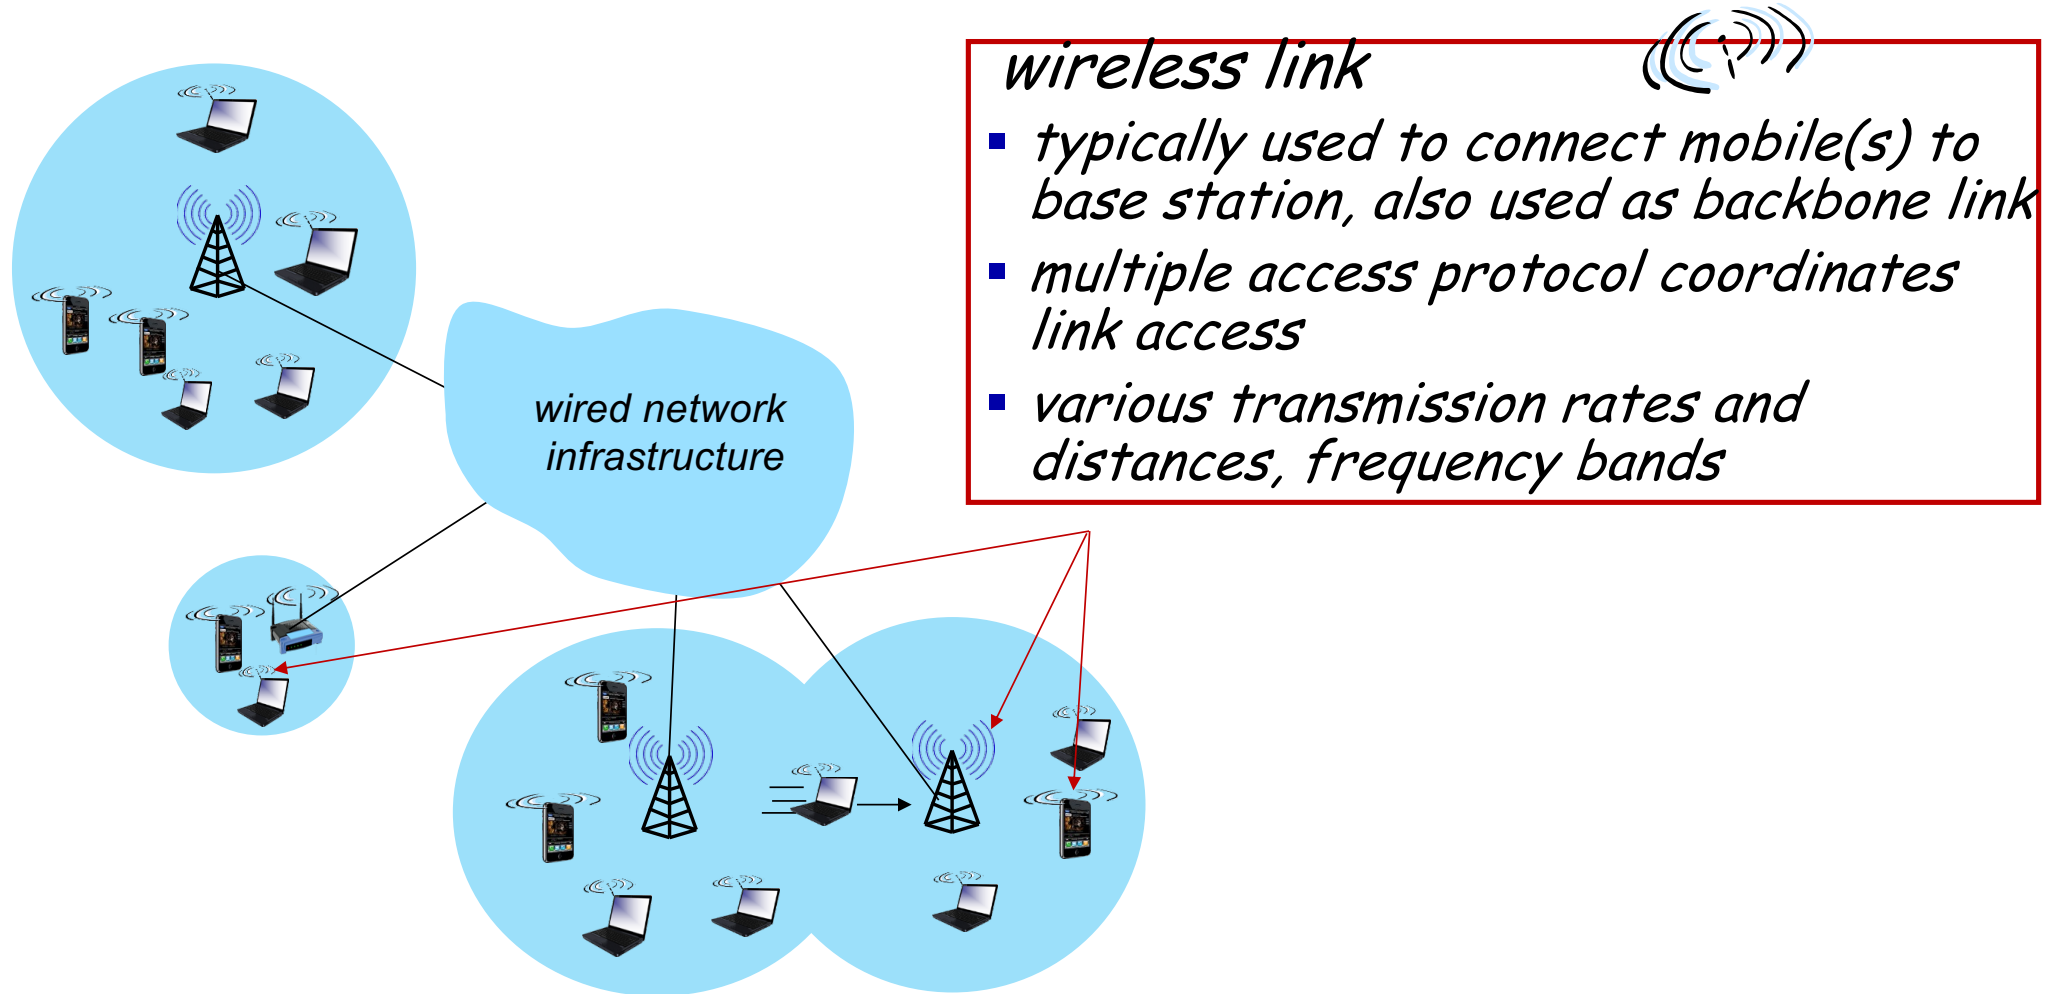 wireless link
typically used to connect mobile(s) to
base station, also used as backbone link
multiple access protocol coordinates
link access
various transmission rates and
distances, frequency bands
wired network
infrastructure